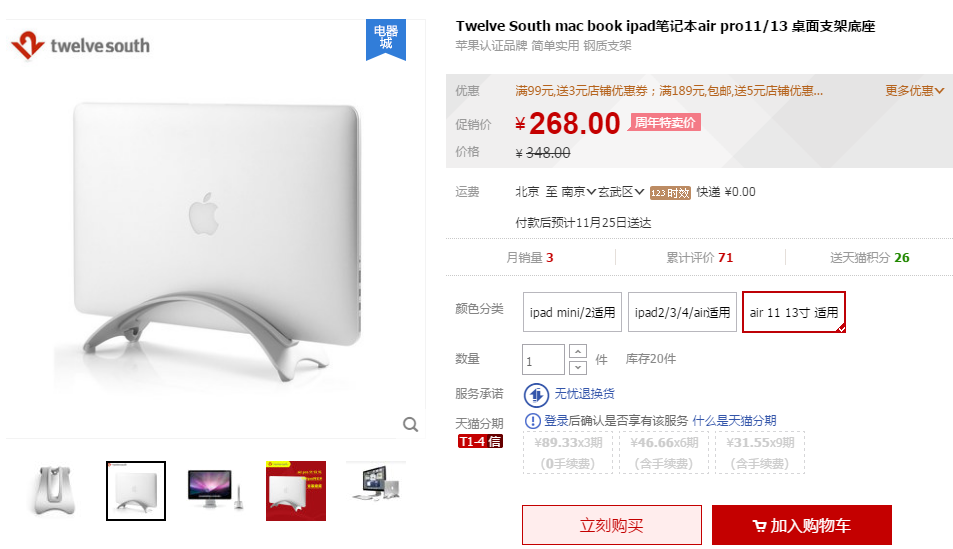 twelve south
电器
城
Twelve South mac book ipad笔记本air pro11/13 桌面支架底座
苹果认证品牌 简单实用 钢质支架
优惠 满99元,送3元店铺优惠券；满189元,包邮,送5元店铺优惠... 更多优惠
促销价 ¥268.00 周年特卖价
价格 ¥ 348.00
运费 北京 至 南京 玄武区 123时效 快递 ¥0.00
付款后预计11月25日送达
月销量 3 累计评价 71 送天猫积分 26
颜色分类 ipad mini/2适用 ipad2/3/4/air适用 air 11 13寸 适用
数量 1 件 库存20件
服务承诺 无忧退换货
天猫分期 登录后确认是否享有该服务 什么是天猫分期
T1-4 信 ¥89.33x3期 ¥46.66x6期 ¥31.55x9期
(0手续费) (含手续费) (含手续费)
立刻购买 加入购物车